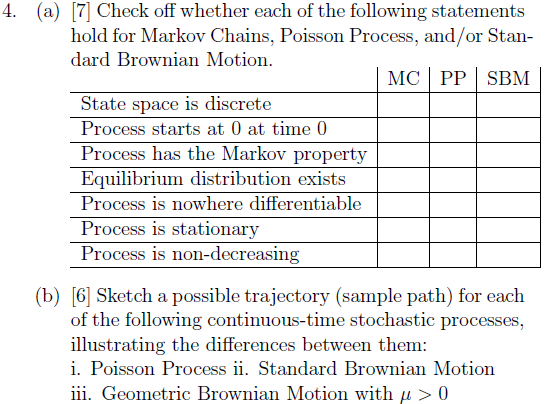 4. (a) [7] Check off whether each of the following statements
hold for Markov Chains, Poisson Process, and/or Stan-
dard Brownian Motion.
MC PP SBM
State space is discrete
Process starts at 0 at time 0
Process has the Markov property
Equilibrium distribution exists
Process is nowhere differentiable
Process is stationary
Process is non-decreasing
(b) [6] Sketch a possible trajectory (sample path) for each
of the following continuous-time stochastic processes,
illustrating the differences between them:
i. Poisson Process ii. Standard Brownian Motion
iii. Geometric Brownian Motion with μ > 0